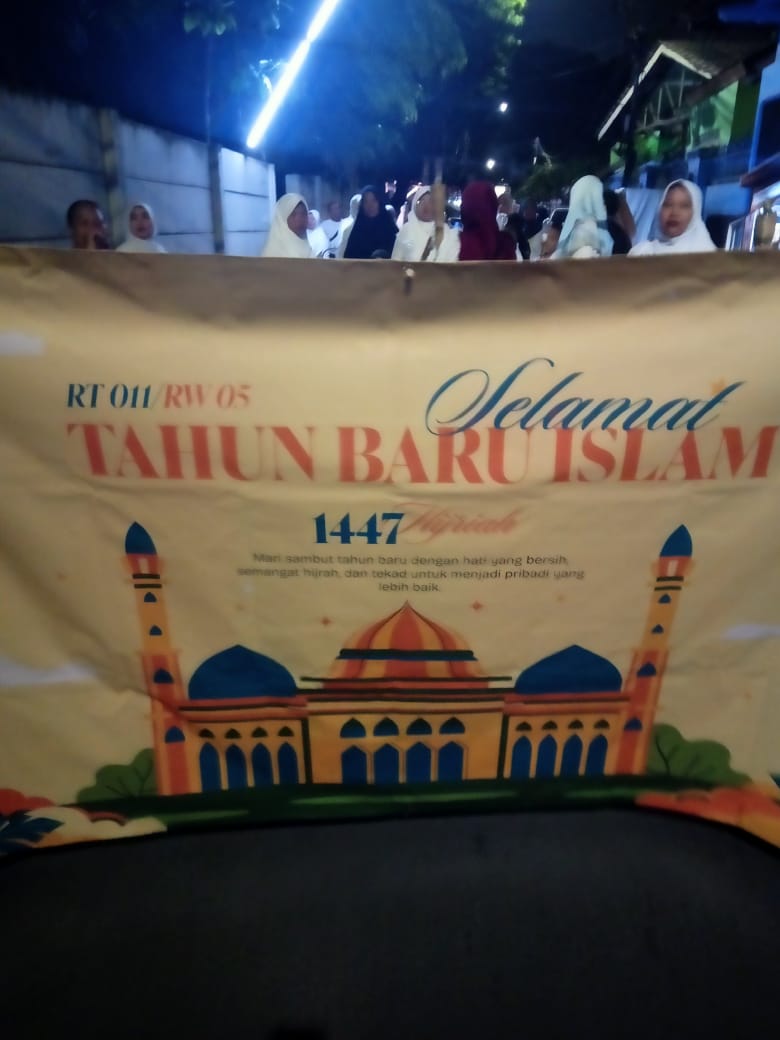 RT 011/RW 05
Selamat
TAHUN BARU ISLAM
1447 Hijriah
Mari sambut tahun baru dengan hati yang bersih,
semangat hijrah, dan tekad untuk menjadi pribadi yang
lebih baik.